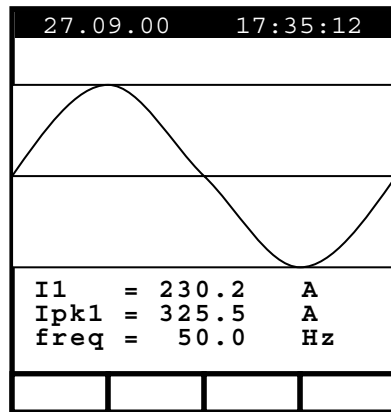 27.09.00 17:35:12
I1 = 230.2 A
Ipk1 = 325.5 A
freq = 50.0 Hz